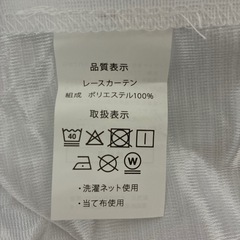 品質表示
レースカーテン
組成 ポリエステル100%
取扱表示
40
W
・洗濯ネット使用
・当て布使用